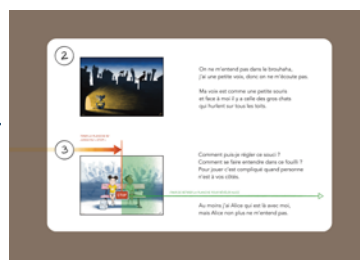 2
On ne m'entend pas dans le brouhaha,
j'ai une petite voix, donc on ne m'écoute pas.
Ma voix est comme une petite souris
et face à moi il y a celle des gros chats
qui hurlent sur tous les toits.
3
STOP
Comment puis-je régler ce souci ?
Comment se faire entendre dans ce fouilli ?
Pour jouer c'est compliqué quand personne
n'est à vos côtés.
Au moins j'ai Alice qui est là avec moi,
mais Alice non plus ne m'entend pas.